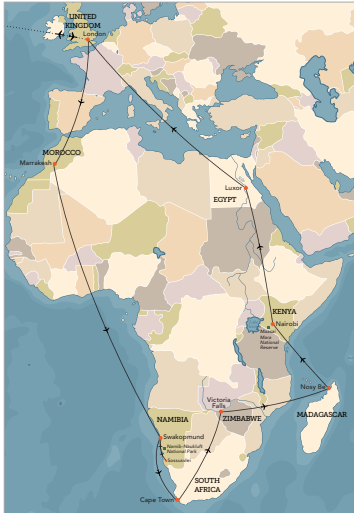 UNITED
KINGDOM
London
MOROCCO
Marrakesh
Luxor
EGYPT
KENYA
Nairobi
Masai
Mara
National
Reserve
Nosy Be
MADAGASCAR
Victoria
Falls
ZIMBABWE
NAMIBIA
Swakopmund
Namib-Naukluft
National Park
Sossusvlei
SOUTH
AFRICA
Cape Town